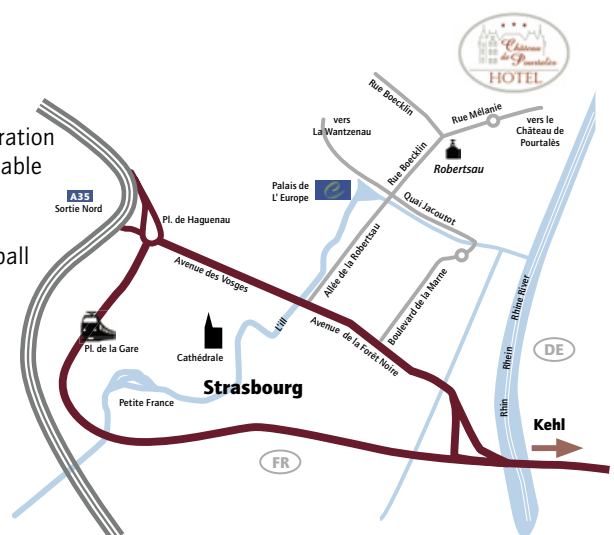 Château
de Pourtalès
HOTEL
Rue Boecklin
Rue Mélanie
vers
La Wantzenau
vers le
Château de
Pourtalès
ration
able
Rue Boecklin
Robertsau
A35
Sortie Nord
Palais de
L' Europe
Quai Jacoutot
Pl. de Haguenau
ball
Allée de la Robertsau
Avenue des Vosges
Boulevard de la Marne
Rhine River
L'ill
Avenue de la Forêt Noire
Pl. de la Gare
Cathédrale
Rhein
DE
Strasbourg
Petite France
Rhin
Kehl
FR